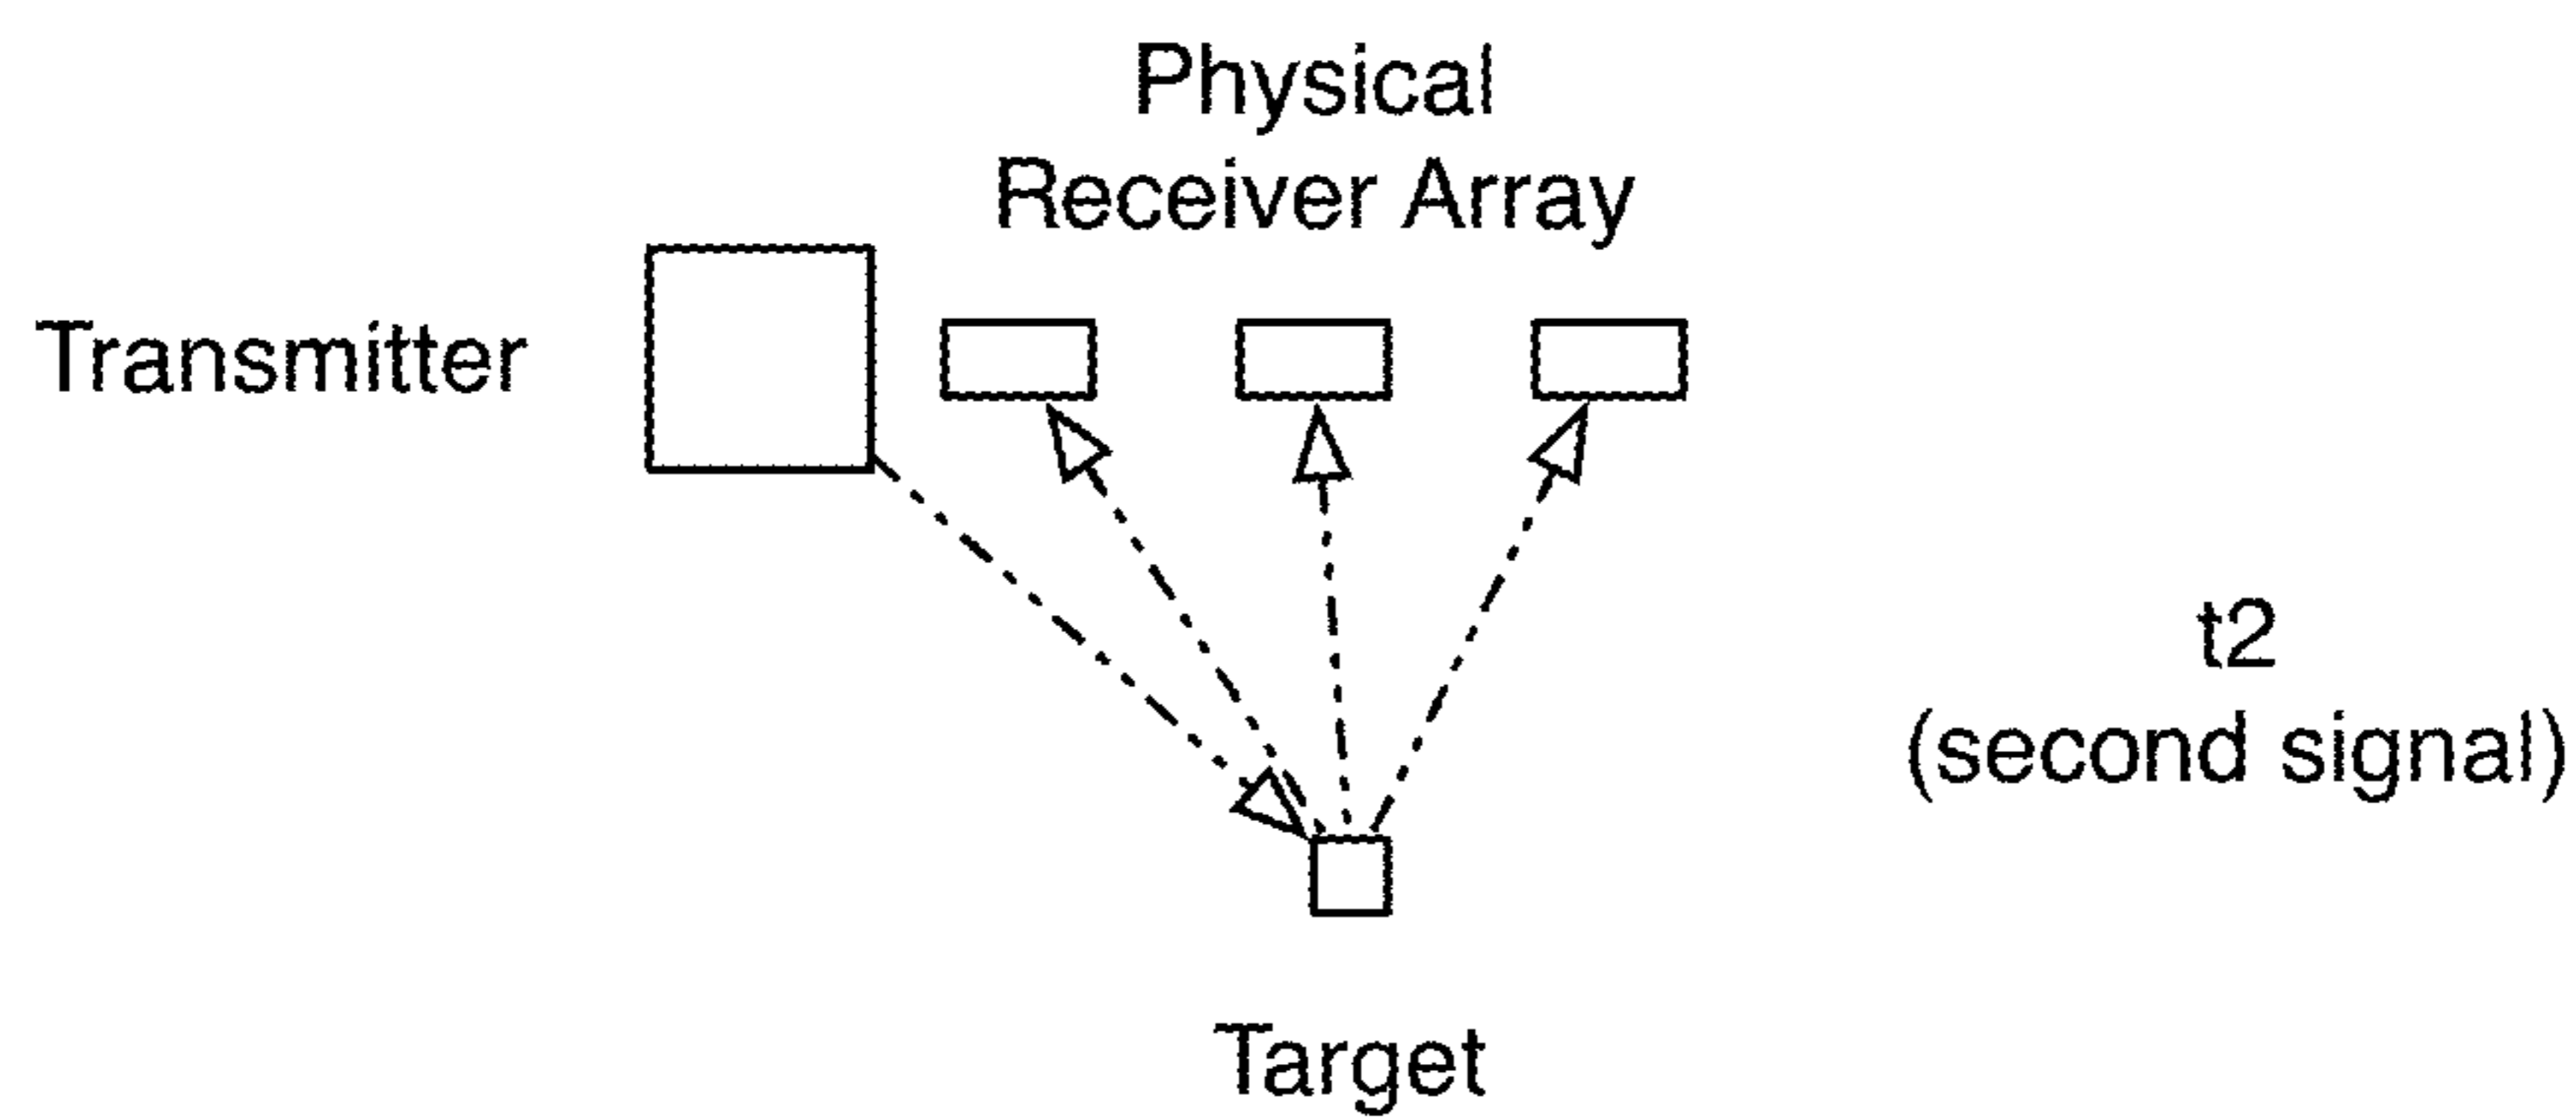 Physical
Receiver Array
Transmitter
t2
(second signal)
Target